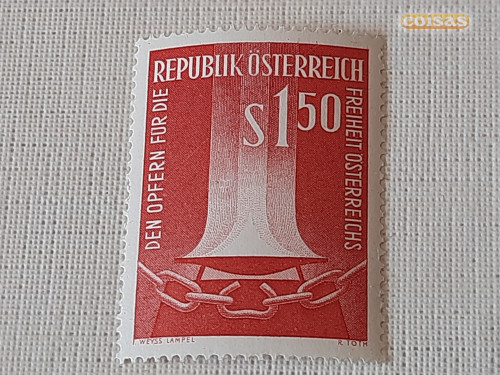 coisas
REPUBLIK ÖSTERREICH
S 1 50
DEN OPFERN FÜR DIE
FREIHEIT ÖSTERREICHS
WEYSS LAMPEL
R. TOTH